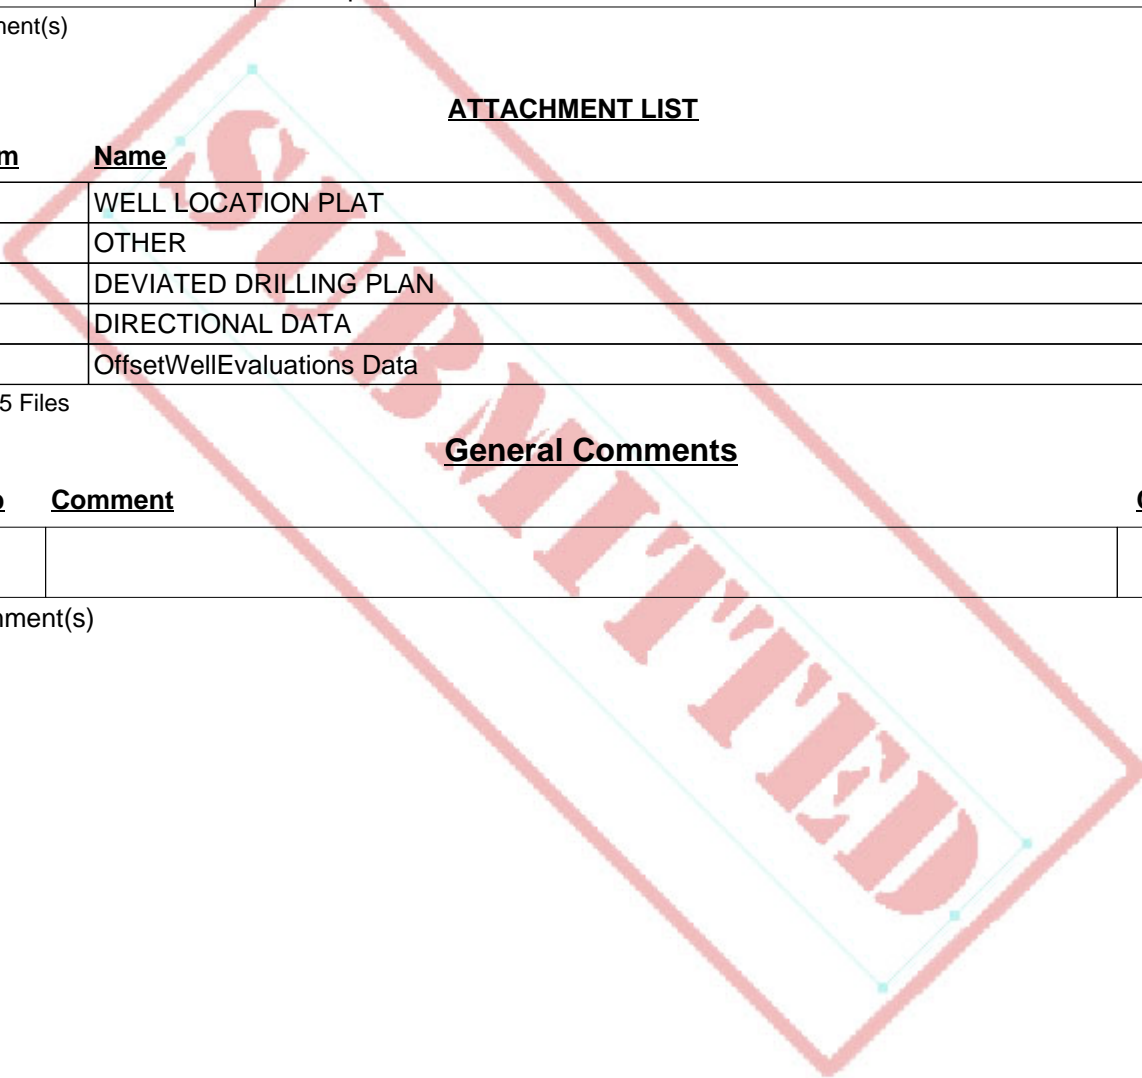 ment(s)
ATTACHMENT LIST
m Name
WELL LOCATION PLAT
OTHER
DEVIATED DRILLING PLAN
DIRECTIONAL DATA
OffsetWellEvaluations Data
5 Files
General Comments
Comment
nment(s)
SUBMITTED